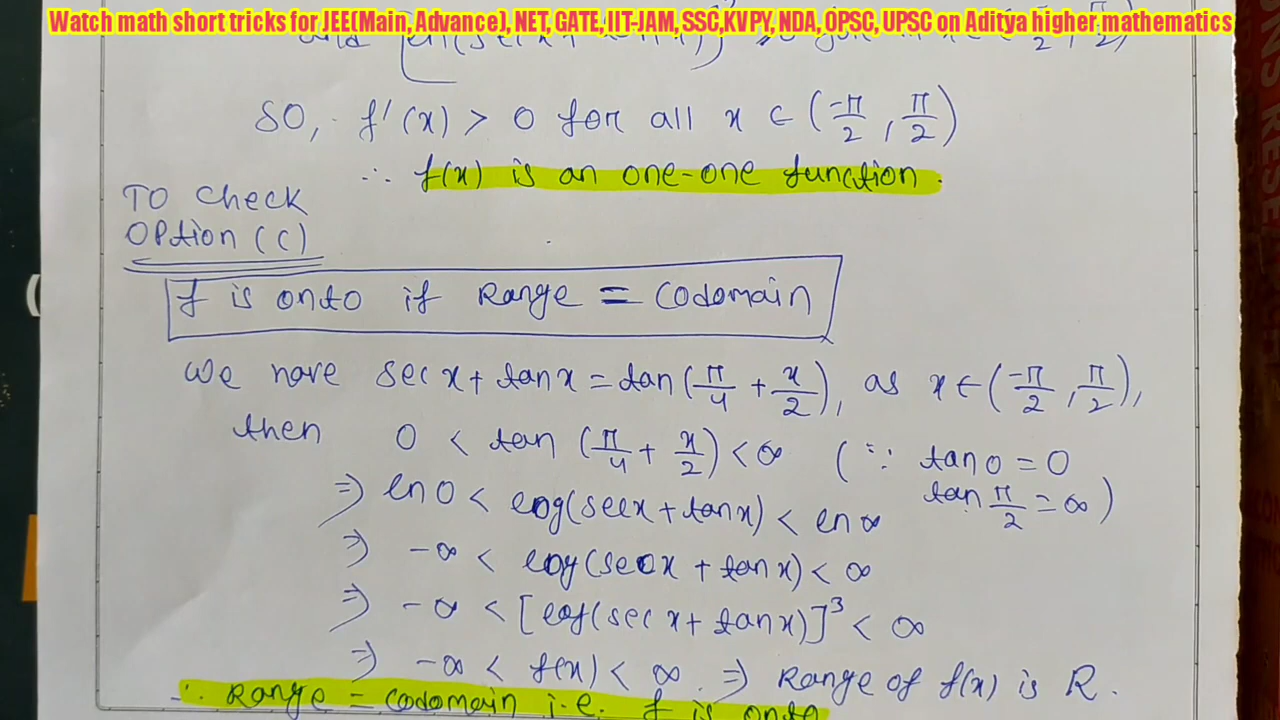 Watch math short tricks for JEE(Main, Advance), NET, GATE, IIT-JAM, SSC,KVPY, NDA, OPSC, UPSC on Aditya higher mathematics
SO, f'(x) > 0 for all x ∈ (-π/2, π/2)
∴ f(x) is an one-one function.
TO Check
Option (C)
f is onto if Range = Codomain
We have sec x + tan x = tan (π/4 + x/2), as x ∈ (-π/2, π/2),
then 0 < tan (π/4 + x/2) < ∞ (∵ tan 0 = 0
tan π/2 = ∞)
⇒ ln 0 < log(sec x + tan x) < ln ∞
⇒ -∞ < log(sec x + tan x) < ∞
⇒ -∞ < [log(sec x + tan x)]³ < ∞
⇒ -∞ < f(x) < ∞ ⇒ Range of f(x) is R.
∴ Range = Codomain i.e. f is onto